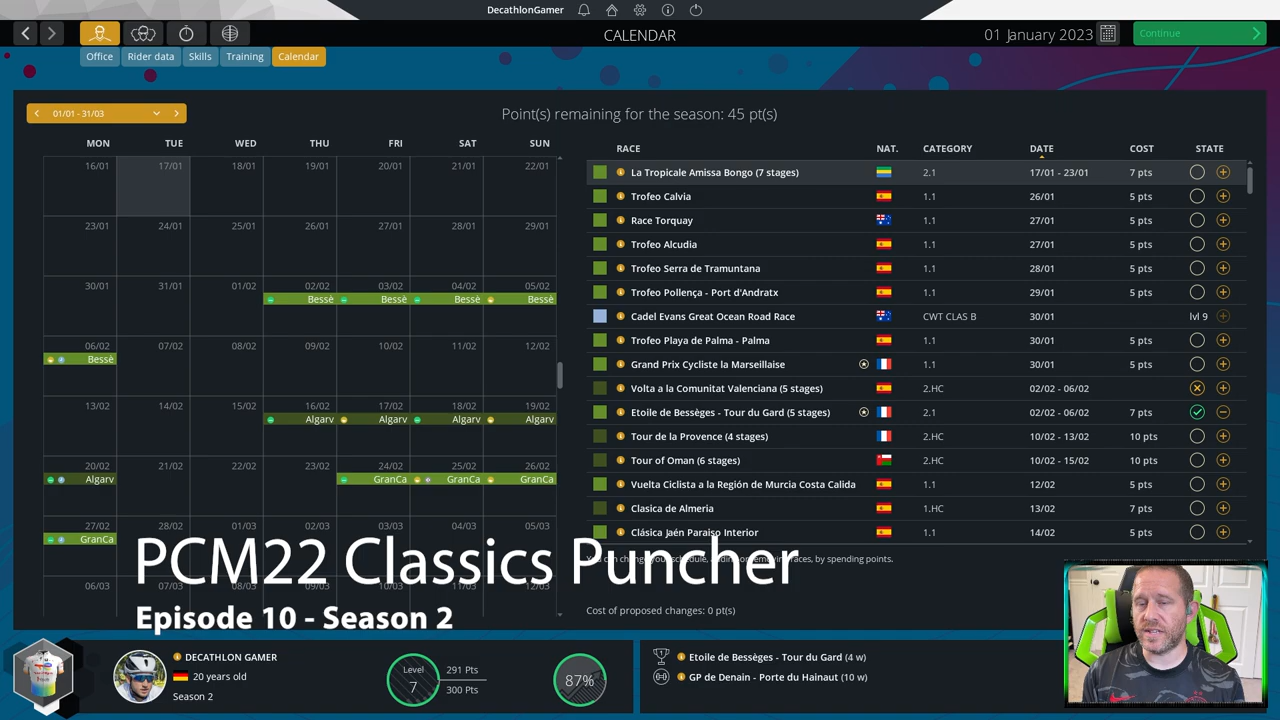 DecathlonGamer
CALENDAR
01 January 2023
Continue
Office Rider data Skills Training Calendar
01/01 - 31/03
Point(s) remaining for the season: 45 pt(s)
MON TUE WED THU FRI SAT SUN
16/01 17/01 18/01 19/01 20/01 21/01 22/01
23/01 24/01 25/01 26/01 27/01 28/01 29/01
30/01 31/01 01/02 02/02 03/02 04/02 05/02
Bessè Bessè Bessè Bessè
06/02 07/02 08/02 09/02 10/02 11/02 12/02
Bessè
13/02 14/02 15/02 16/02 17/02 18/02 19/02
Algarv Algarv Algarv Algarv
20/02 21/02 22/02 23/02 24/02 25/02 26/02
Algarv GranCa GranCa GranCa
27/02 28/02 01/03 02/03 03/03 04/03 05/03
GranCa
06/03 07/03 08/03 09/03 10/03 11/03 12/03
RACE NAT. CATEGORY DATE COST STATE
La Tropicale Amissa Bongo (7 stages) 2.1 17/01 - 23/01 7 pts
Trofeo Calvia 1.1 26/01 5 pts
Race Torquay 1.1 27/01 5 pts
Trofeo Alcudia 1.1 27/01 5 pts
Trofeo Serra de Tramuntana 1.1 28/01 5 pts
Trofeo Pollença - Port d'Andratx 1.1 29/01 5 pts
Cadel Evans Great Ocean Road Race CWT CLAS B 30/01 lvl 9
Trofeo Playa de Palma - Palma 1.1 30/01 5 pts
Grand Prix Cycliste la Marseillaise 1.1 30/01 5 pts
Volta a la Comunitat Valenciana (5 stages) 2.HC 02/02 - 06/02
Etoile de Bessèges - Tour du Gard (5 stages) 2.1 02/02 - 06/02 7 pts
Tour de la Provence (4 stages) 2.HC 10/02 - 13/02 10 pts
Tour of Oman (6 stages) 2.HC 10/02 - 15/02 10 pts
Vuelta Ciclista a la Región de Murcia Costa Calida 1.1 12/02 5 pts
Clasica de Almeria 1.HC 13/02 7 pts
Clásica Jaén Paraiso Interior 1.1 14/02 5 pts
races, by spending points.
Cost of proposed changes: 0 pt(s)
PCM22 Classics Puncher
Episode 10 - Season 2
DECATHLON GAMER
20 years old
Season 2
Level
7
291 Pts
300 Pts
87%
Etoile de Bessèges - Tour du Gard (4 w)
GP de Denain - Porte du Hainaut (10 w)